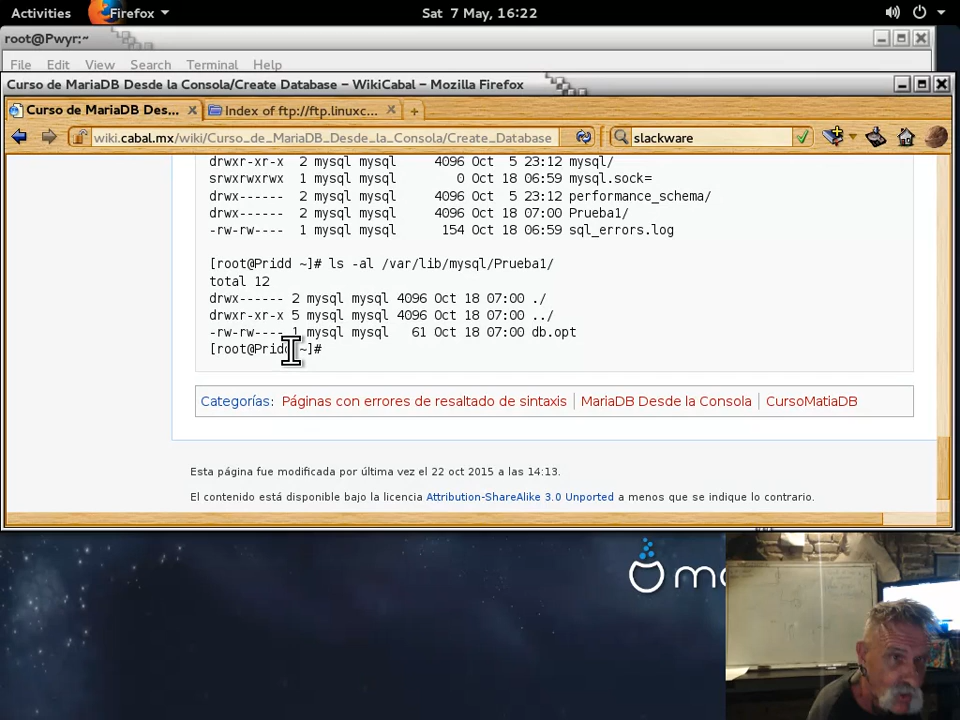 Activities
Firefox
Sat 7 May, 16:22
root@Pwyr:~
File Edit View Search Terminal Help
Curso de MariaDB Desde la Consola/Create Database - WikiCabal - Mozilla Firefox
Curso de MariaDB Des...
Index of ftp://ftp.linuxc...
wiki.cabal.mx/wiki/Curso_de_MariaDB_Desde_la_Consola/Create_Database
slackware
drwxr-xr-x 2 mysql mysql 4096 Oct 5 23:12 mysql/
srwxrwxrwx 1 mysql mysql 0 Oct 18 06:59 mysql.sock=
drwx------ 2 mysql mysql 4096 Oct 5 23:12 performance_schema/
drwx------ 2 mysql mysql 4096 Oct 18 07:00 Prueba1/
-rw-rw---- 1 mysql mysql 154 Oct 18 06:59 sql_errors.log
[root@Pridd ~]# ls -al /var/lib/mysql/Prueba1/
total 12
drwx------ 2 mysql mysql 4096 Oct 18 07:00 ./
drwxr-xr-x 5 mysql mysql 4096 Oct 18 07:00 ../
-rw-rw---- 1 mysql mysql 61 Oct 18 07:00 db.opt
[root@Pridd ~]#
Categorías: Páginas con errores de resaltado de sintaxis | MariaDB Desde la Consola | CursoMatiaDB
Esta página fue modificada por última vez el 22 oct 2015 a las 14:13.
El contenido está disponible bajo la licencia Attribution-ShareAlike 3.0 Unported a menos que se indique lo contrario.